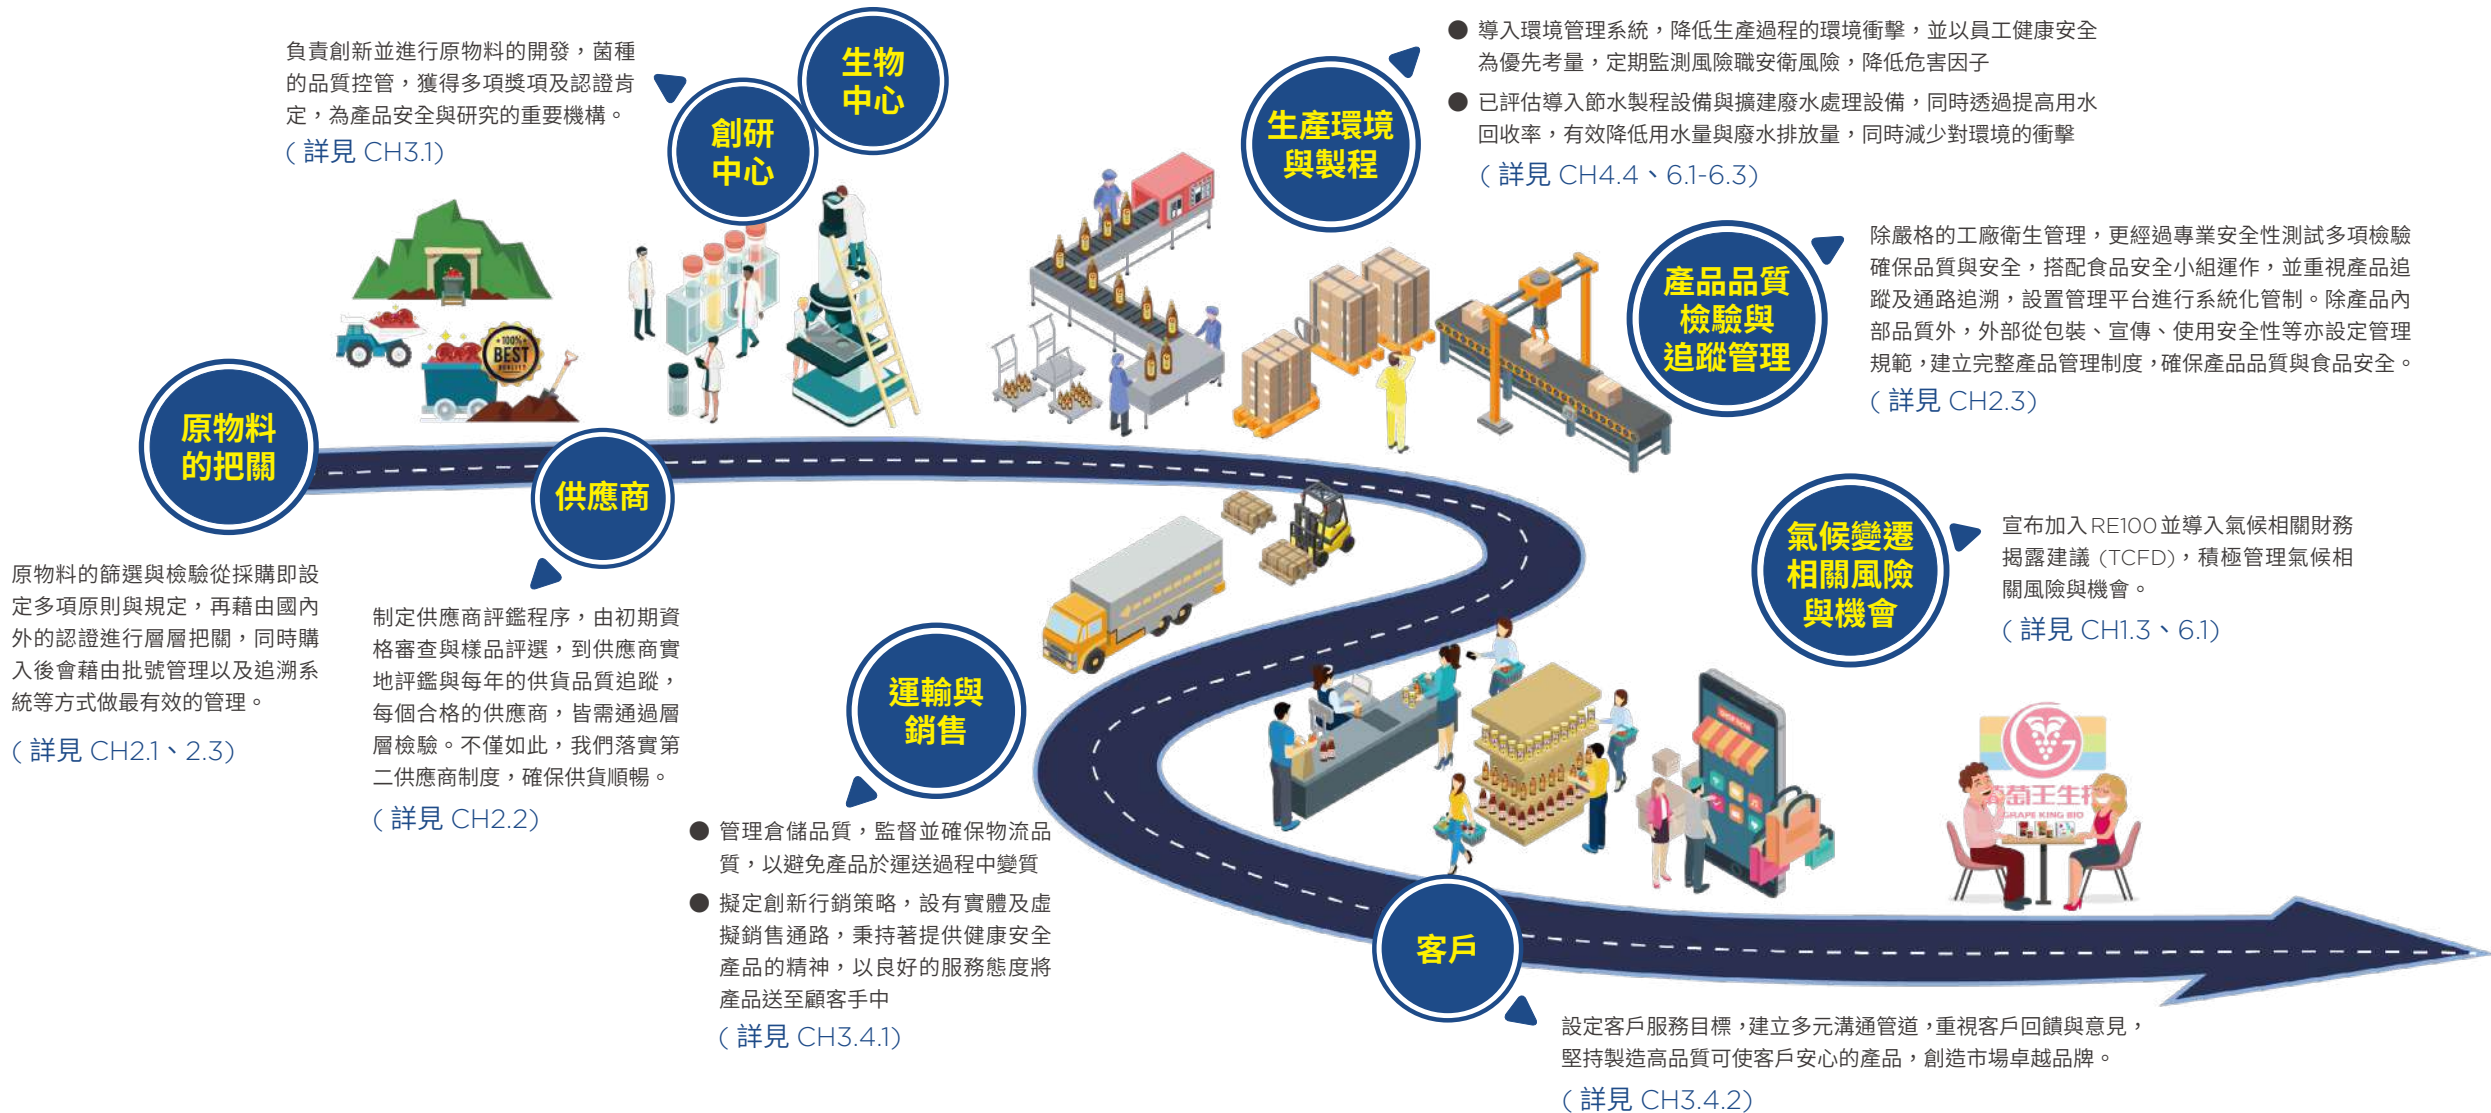 負責創新並進行原物料的開發，菌種
的品質控管，獲得多項獎項及認證肯
定，為產品安全與研究的重要機構。
( 詳見 CH3.1)
生物
中心
創研
中心
生產環境
與製程
● 導入環境管理系統，降低生產過程的環境衝擊，並以員工健康安全
為優先考量，定期監測風險職安衛風險，降低危害因子
● 已評估導入節水製程設備與擴建廢水處理設備，同時透過提高用水
回收率，有效降低用水量與廢水排放量，同時減少對環境的衝擊
( 詳見 CH4.4、6.1-6.3)
產品品質
檢驗與
追蹤管理
除嚴格的工廠衛生管理，更經過專業安全性測試多項檢驗
確保品質與安全，搭配食品安全小組運作，並重視產品追
蹤及通路追溯，設置管理平台進行系統化管制。除產品內
部品質外，外部從包裝、宣傳、使用安全性等亦設定管理
規範，建立完整產品管理制度，確保產品品質與食品安全。
( 詳見 CH2.3)
100%
BEST
QUALITY
原物料
的把關
原物料的篩選與檢驗從採購即設
定多項原則與規定，再藉由國內
外的認證進行層層把關，同時購
入後會藉由批號管理以及追溯系
統等方式做最有效的管理。
( 詳見 CH2.1、2.3)
供應商
制定供應商評鑑程序，由初期資
格審查與樣品評選，到供應商實
地評鑑與每年的供貨品質追蹤，
每個合格的供應商，皆需通過層
層檢驗。不僅如此，我們落實第
二供應商制度，確保供貨順暢。
( 詳見 CH2.2)
氣候變遷
相關風險
與機會
宣布加入 RE100 並導入氣候相關財務
揭露建議 (TCFD)，積極管理氣候相
關風險與機會。
( 詳見 CH1.3、6.1)
運輸與
銷售
● 管理倉儲品質，監督並確保物流品
質，以避免產品於運送過程中變質
● 擬定創新行銷策略，設有實體及虛
擬銷售通路，秉持著提供健康安全
產品的精神，以良好的服務態度將
產品送至顧客手中
( 詳見 CH3.4.1)
SHOP NOW
葡萄王生技
GRAPE KING BIO
客戶
設定客戶服務目標，建立多元溝通管道，重視客戶回饋與意見，
堅持製造高品質可使客戶安心的產品，創造市場卓越品牌。
( 詳見 CH3.4.2)